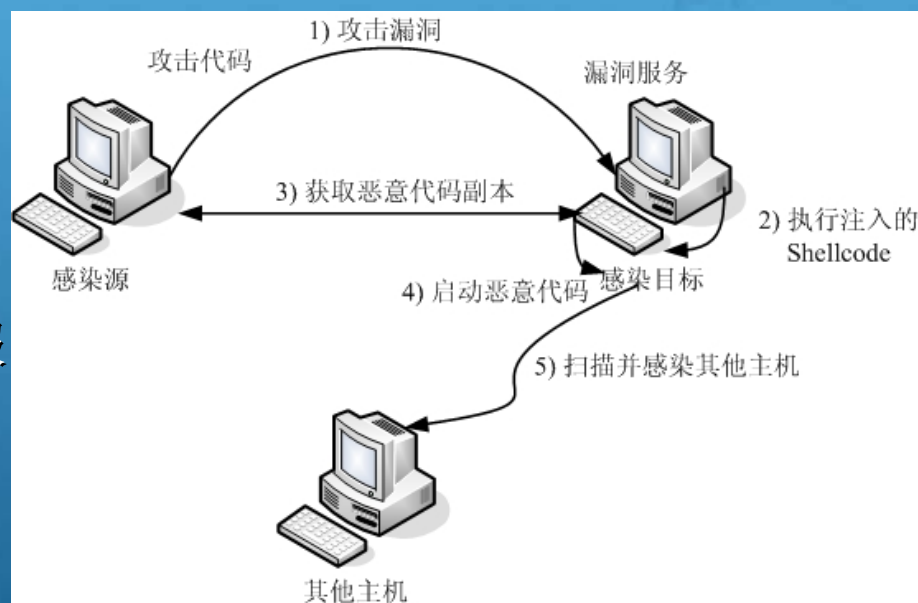 1) 攻击漏洞
攻击代码
漏洞服务
3) 获取恶意代码副本
2) 执行注入的
Shellcode
感染源
4) 启动恶意代码
感染目标
5) 扫描并感染其他主机
其他主机